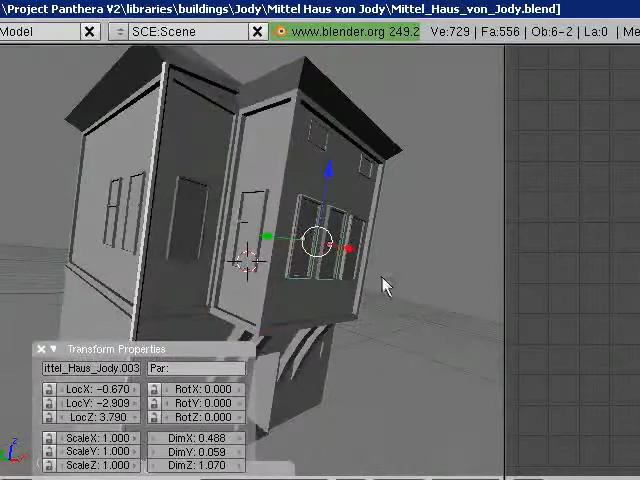 \Project Panthera V2\libraries\buildings\Jody\Mittel Haus von Jody\Mittel_Haus_von_Jody.blend]
Model SCE:Scene www.blender.org 249.2 Ve:729 | Fa:556 | Ob:6-2 | La:0 | Me
Transform Properties
ittel_Haus_Jody.003 Par:
LocX: -0.670 RotX: 0.000
LocY: -2.909 RotY: 0.000
LocZ: 3.790 RotZ: 0.000
ScaleX: 1.000 DimX: 0.488
ScaleY: 1.000 DimY: 0.059
ScaleZ: 1.000 DimZ: 1.070
z